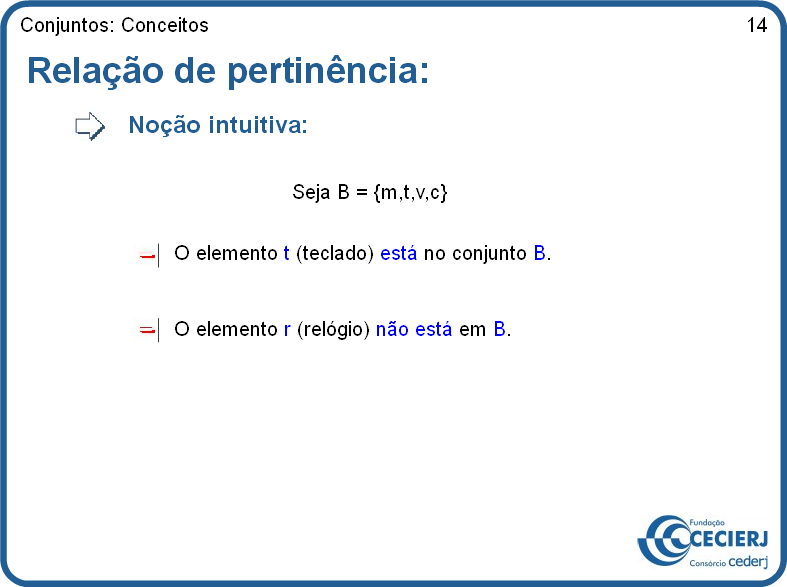 Conjuntos: Conceitos 14
Relação de pertinência:
Noção intuitiva:
Seja B = {m,t,v,c}
O elemento t (teclado) está no conjunto B.
O elemento r (relógio) não está em B.
Fundação
CECIERJ
Consórcio cederj